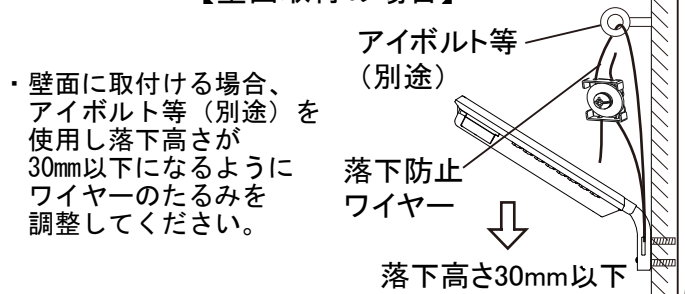 【壁面取付の場合】
・壁面に取付ける場合、
アイボルト等（別途）を
使用し落下高さが
30mm以下になるように
ワイヤーのたるみを
調整してください。
アイボルト等
（別途）
落下防止
ワイヤー
落下高さ30mm以下